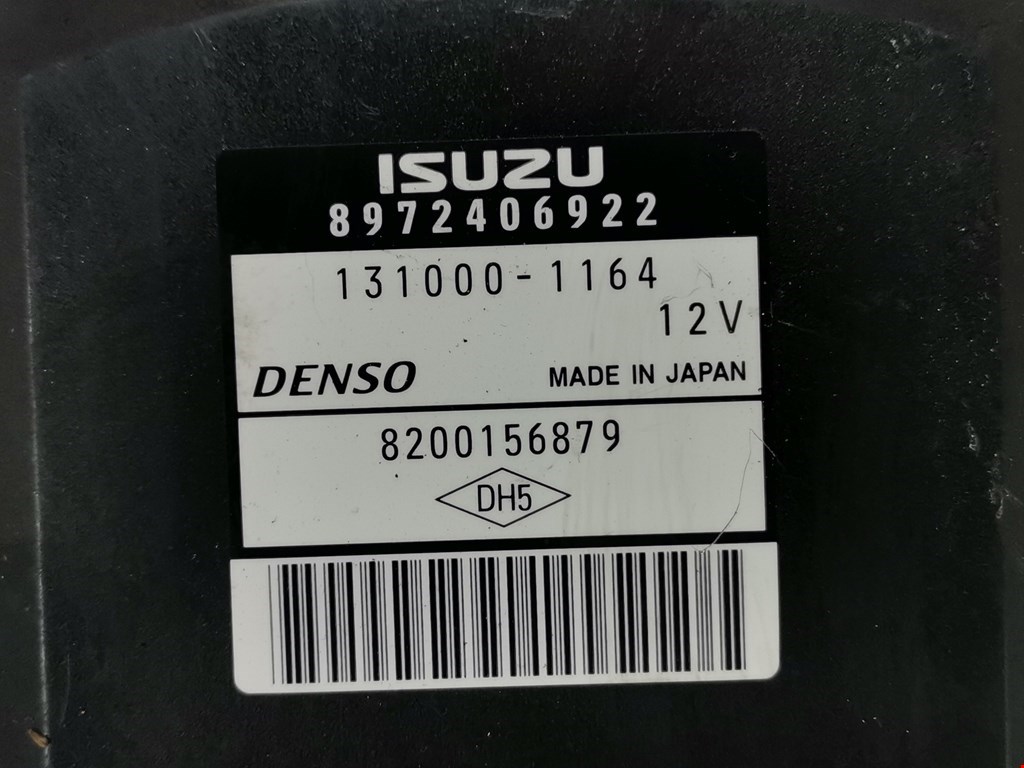 ISUZU
8972406922
131000-1164
12V
DENSO MADE IN JAPAN
8200156879
DH5